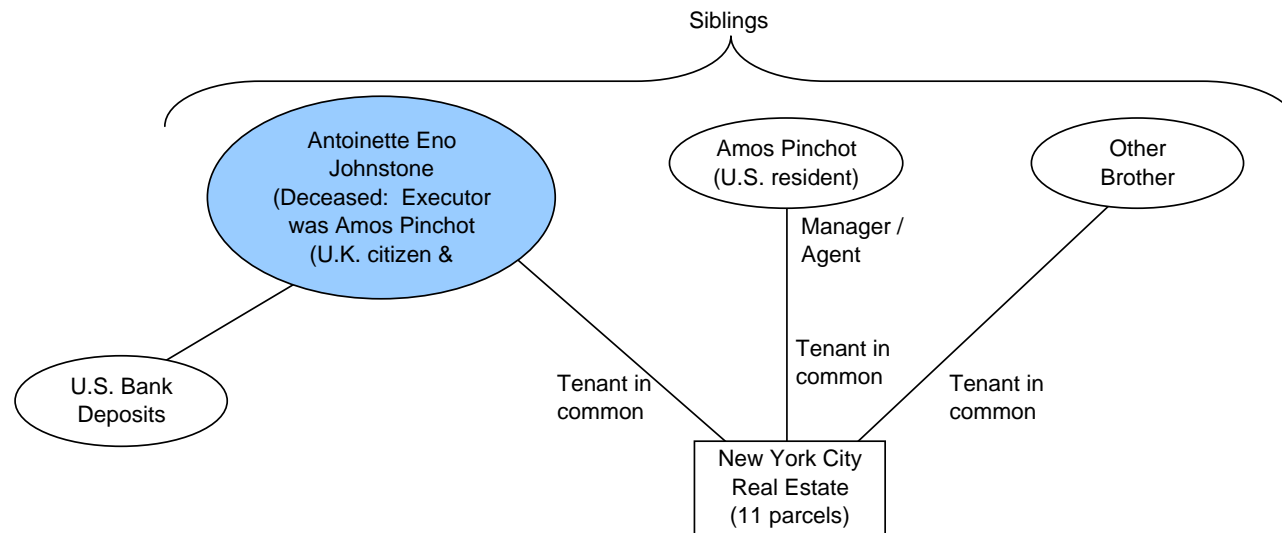 Siblings
Antoinette Eno
Johnstone
(Deceased: Executor
was Amos Pinchot
(U.K. citizen &
Amos Pinchot
(U.S. resident)
Other
Brother
Manager /
Agent
U.S. Bank
Deposits
Tenant in
common
Tenant in
common
Tenant in
common
New York City
Real Estate
(11 parcels)